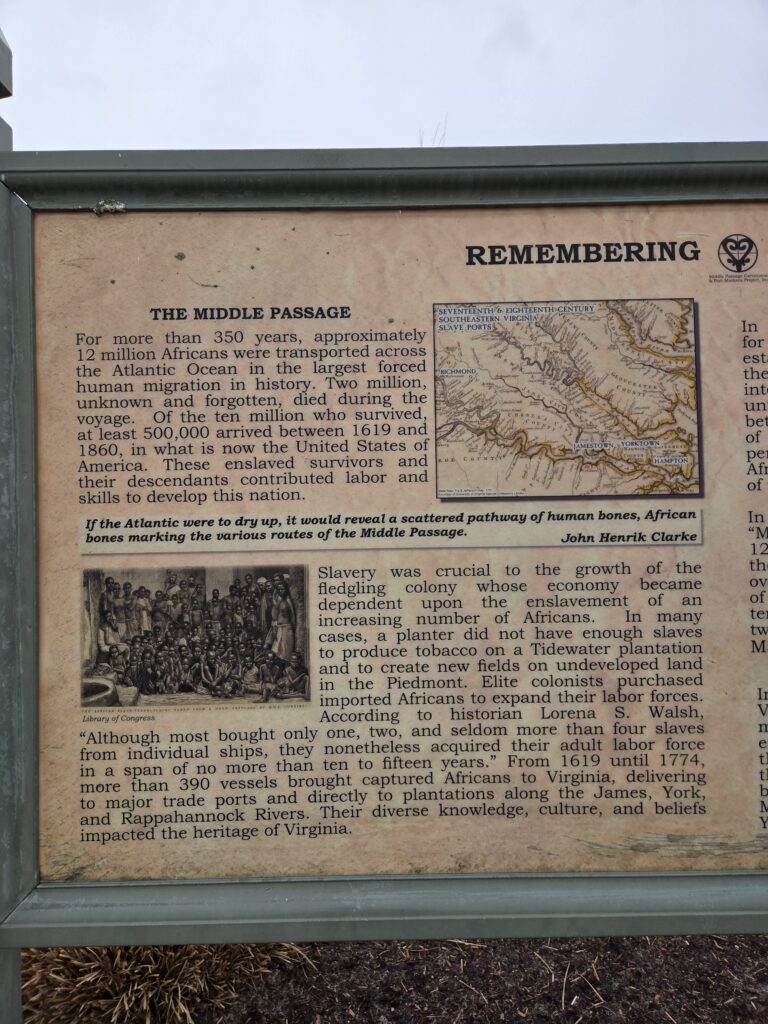 REMEMBERING
THE MIDDLE PASSAGE
For more than 350 years, approximately
12 million Africans were transported across
the Atlantic Ocean in the largest forced
human migration in history. Two million,
unknown and forgotten, died during the
voyage. Of the ten million who survived,
at least 500,000 arrived between 1619 and
1860, in what is now the United States of
America. These enslaved survivors and
their descendants contributed labor and
skills to develop this nation.
SEVENTEENTH & EIGHTEENTH CENTURY
SOUTHEASTERN VIRGINIA
SLAVE PORTS
RICHMOND
JAMESTOWN
YORKTOWN
HAMPTON
If the Atlantic were to dry up, it would reveal a scattered pathway of human bones, African
bones marking the various routes of the Middle Passage.
John Henrik Clarke
Library of Congress
Slavery was crucial to the growth of the
fledgling colony whose economy became
dependent upon the enslavement of an
increasing number of Africans. In many
cases, a planter did not have enough slaves
to produce tobacco on a Tidewater plantation
and to create new fields on undeveloped land
in the Piedmont. Elite colonists purchased
imported Africans to expand their labor forces.
According to historian Lorena S. Walsh,
“Although most bought only one, two, and seldom more than four slaves
from individual ships, they nonetheless acquired their adult labor force
in a span of no more than ten to fifteen years.” From 1619 until 1774,
more than 390 vessels brought captured Africans to Virginia, delivering
to major trade ports and directly to plantations along the James, York,
and Rappahannock Rivers. Their diverse knowledge, culture, and beliefs
impacted the heritage of Virginia.
In
for
of
of
In
12
of
In